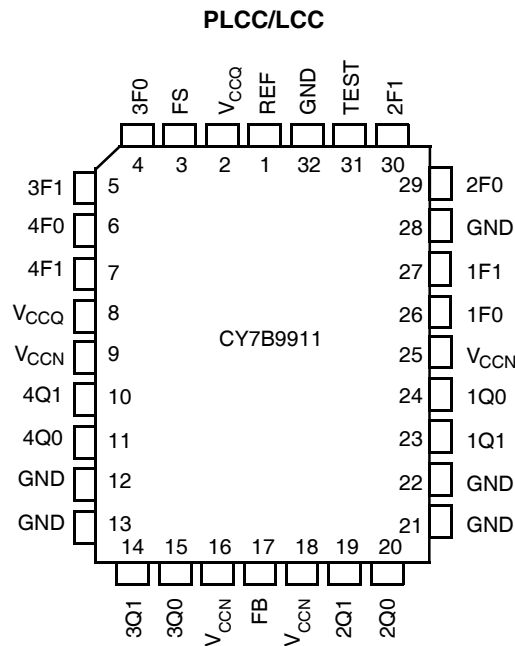 PLCC/LCC
3F0 FS VCCQ REF GND TEST 2F1
4 3 2 1 32 31 30
3F1 5 29 2F0
4F0 6 28 GND
4F1 7 27 1F1
VCCQ 8 26 1F0
CY7B9911
VCCN 9 25 VCCN
4Q1 10 24 1Q0
4Q0 11 23 1Q1
GND 12 22 GND
GND 13 21 GND
14 15 16 17 18 19 20
3Q1 3Q0 VCCN FB VCCN 2Q1 2Q0